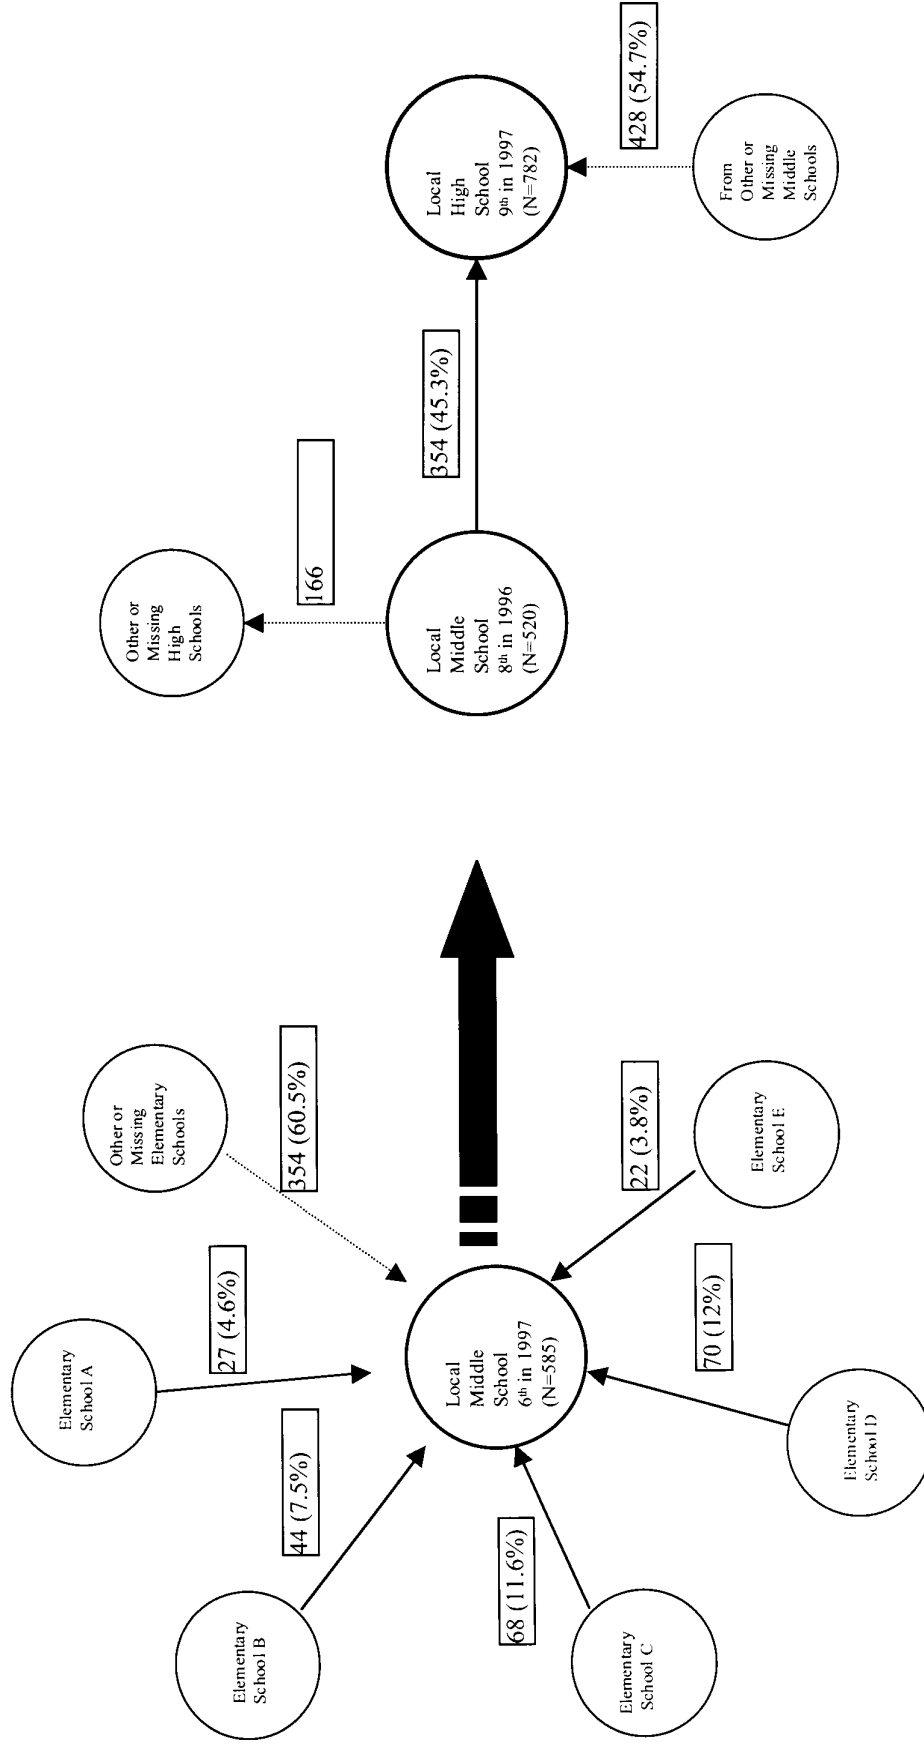 Elementary
School B
44 (7.5%)
Elementary
School A
27 (4.6%)
Other or
Missing
Elementary
Schools
354 (60.5%)
Elementary
School C
68 (11.6%)
Local
Middle
School
6th in 1997
(N=585)
Elementary
School D
70 (12%)
Elementary
School E
22 (3.8%)
Other or
Missing
High
Schools
166
Local
Middle
School
8th in 1996
(N=520)
354 (45.3%)
Local
High
School
9th in 1997
(N=782)
428 (54.7%)
From
Other or
Missing
Middle
Schools